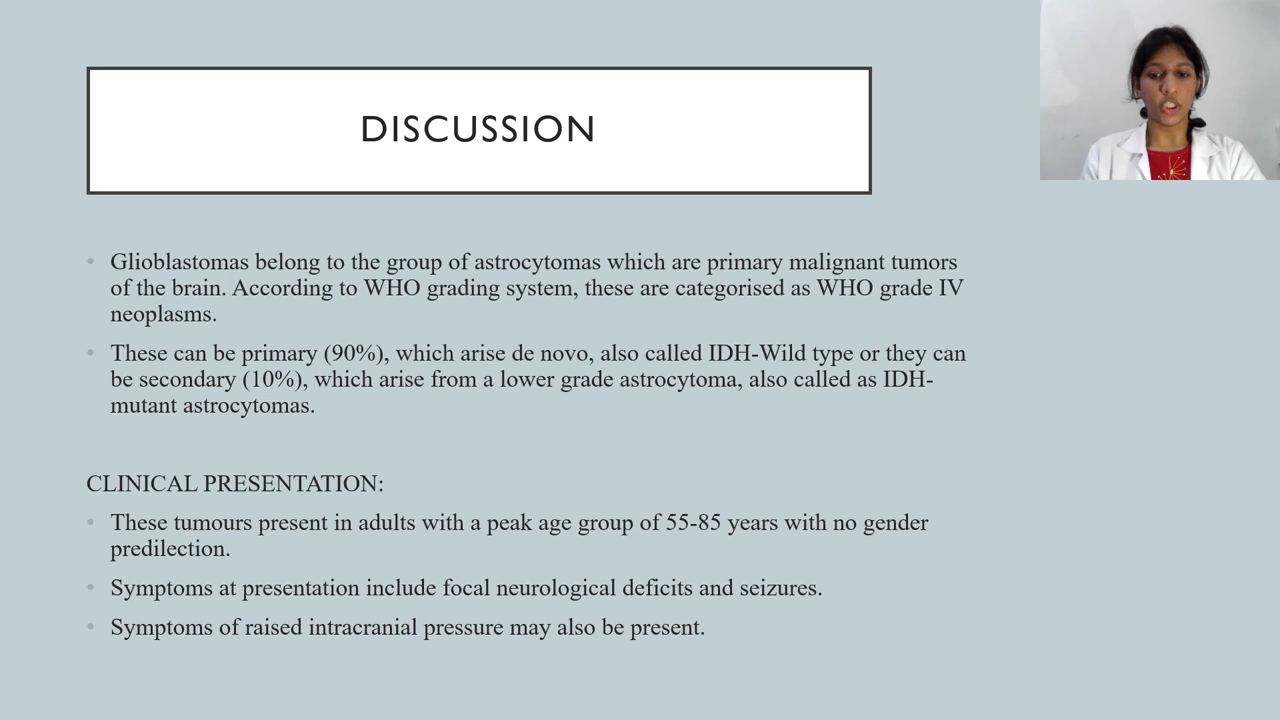 DISCUSSION
• Glioblastomas belong to the group of astrocytomas which are primary malignant tumors
of the brain. According to WHO grading system, these are categorised as WHO grade IV
neoplasms.
• These can be primary (90%), which arise de novo, also called IDH-Wild type or they can
be secondary (10%), which arise from a lower grade astrocytoma, also called as IDH-
mutant astrocytomas.
CLINICAL PRESENTATION:
• These tumours present in adults with a peak age group of 55-85 years with no gender
predilection.
• Symptoms at presentation include focal neurological deficits and seizures.
• Symptoms of raised intracranial pressure may also be present.